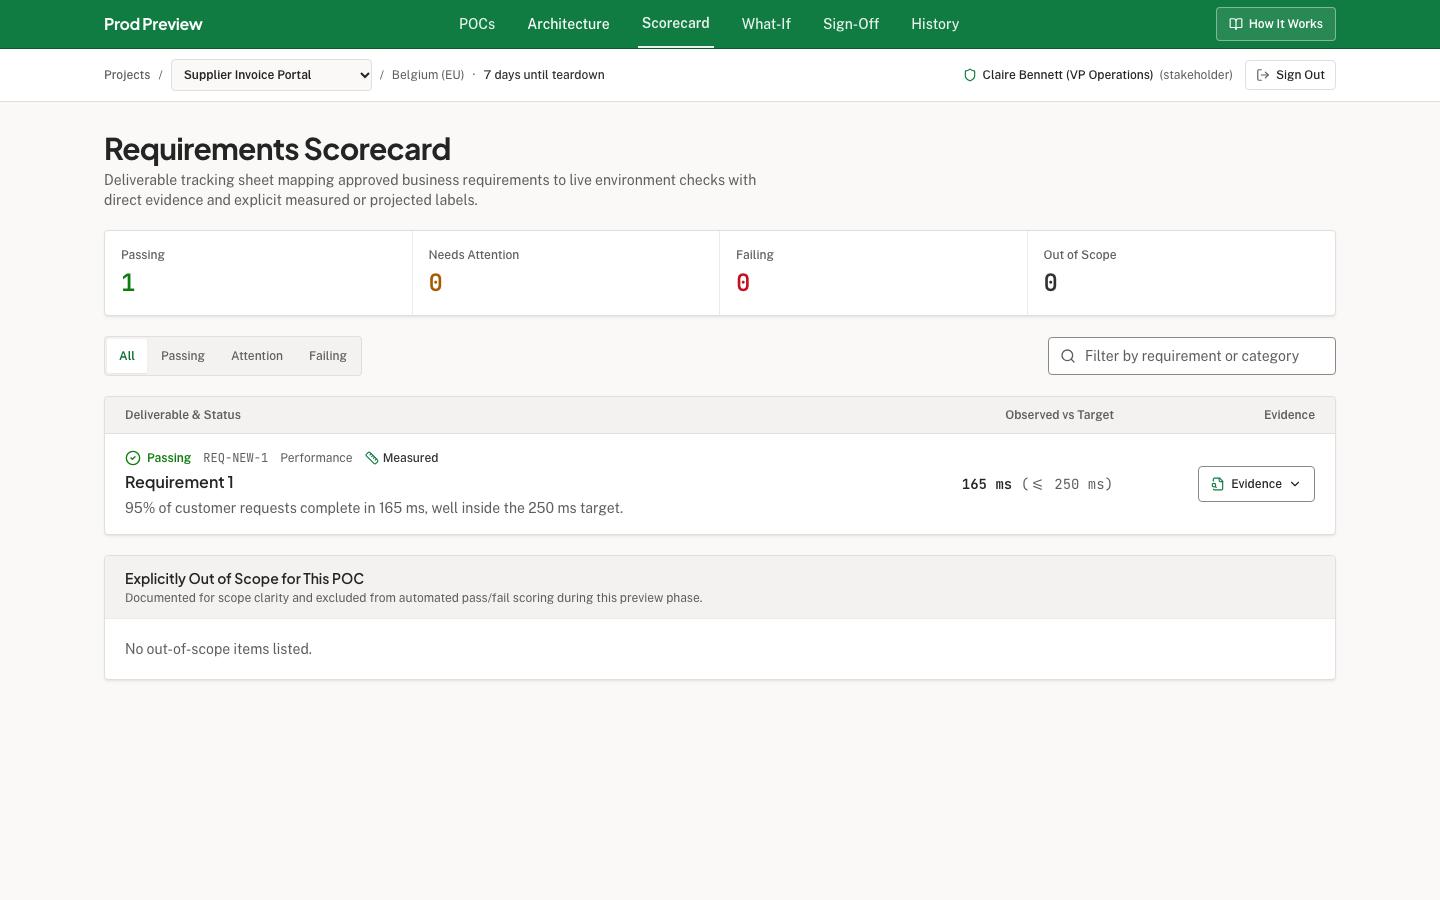 Prod Preview
POCs
Architecture
Scorecard
What-If
Sign-Off
History
How It Works
Projects / Supplier Invoice Portal / Belgium (EU) · 7 days until teardown
Claire Bennett (VP Operations) (stakeholder)
Sign Out
Requirements Scorecard
Deliverable tracking sheet mapping approved business requirements to live environment checks with
direct evidence and explicit measured or projected labels.
Passing
1
Needs Attention
0
Failing
0
Out of Scope
0
All
Passing
Attention
Failing
Filter by requirement or category
Deliverable & Status
Observed vs Target
Evidence
Passing REQ-NEW-1 Performance Measured
Requirement 1
95% of customer requests complete in 165 ms, well inside the 250 ms target.
165 ms (⩽ 250 ms)
Evidence
Explicitly Out of Scope for This POC
Documented for scope clarity and excluded from automated pass/fail scoring during this preview phase.
No out-of-scope items listed.